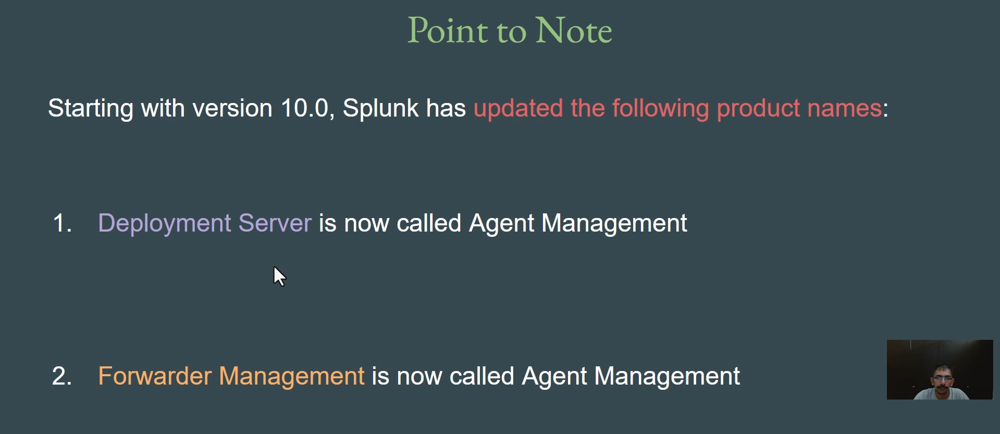 Point to Note
Starting with version 10.0, Splunk has updated the following product names:
1. Deployment Server is now called Agent Management
2. Forwarder Management is now called Agent Management